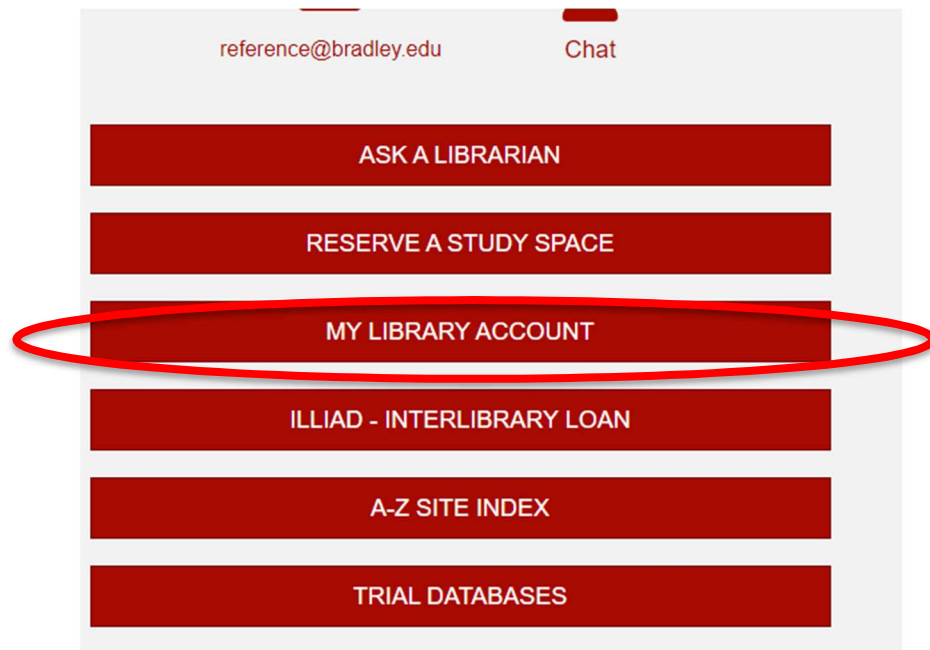 reference@bradley.edu Chat
ASK A LIBRARIAN
RESERVE A STUDY SPACE
MY LIBRARY ACCOUNT
ILLIAD - INTERLIBRARY LOAN
A-Z SITE INDEX
TRIAL DATABASES